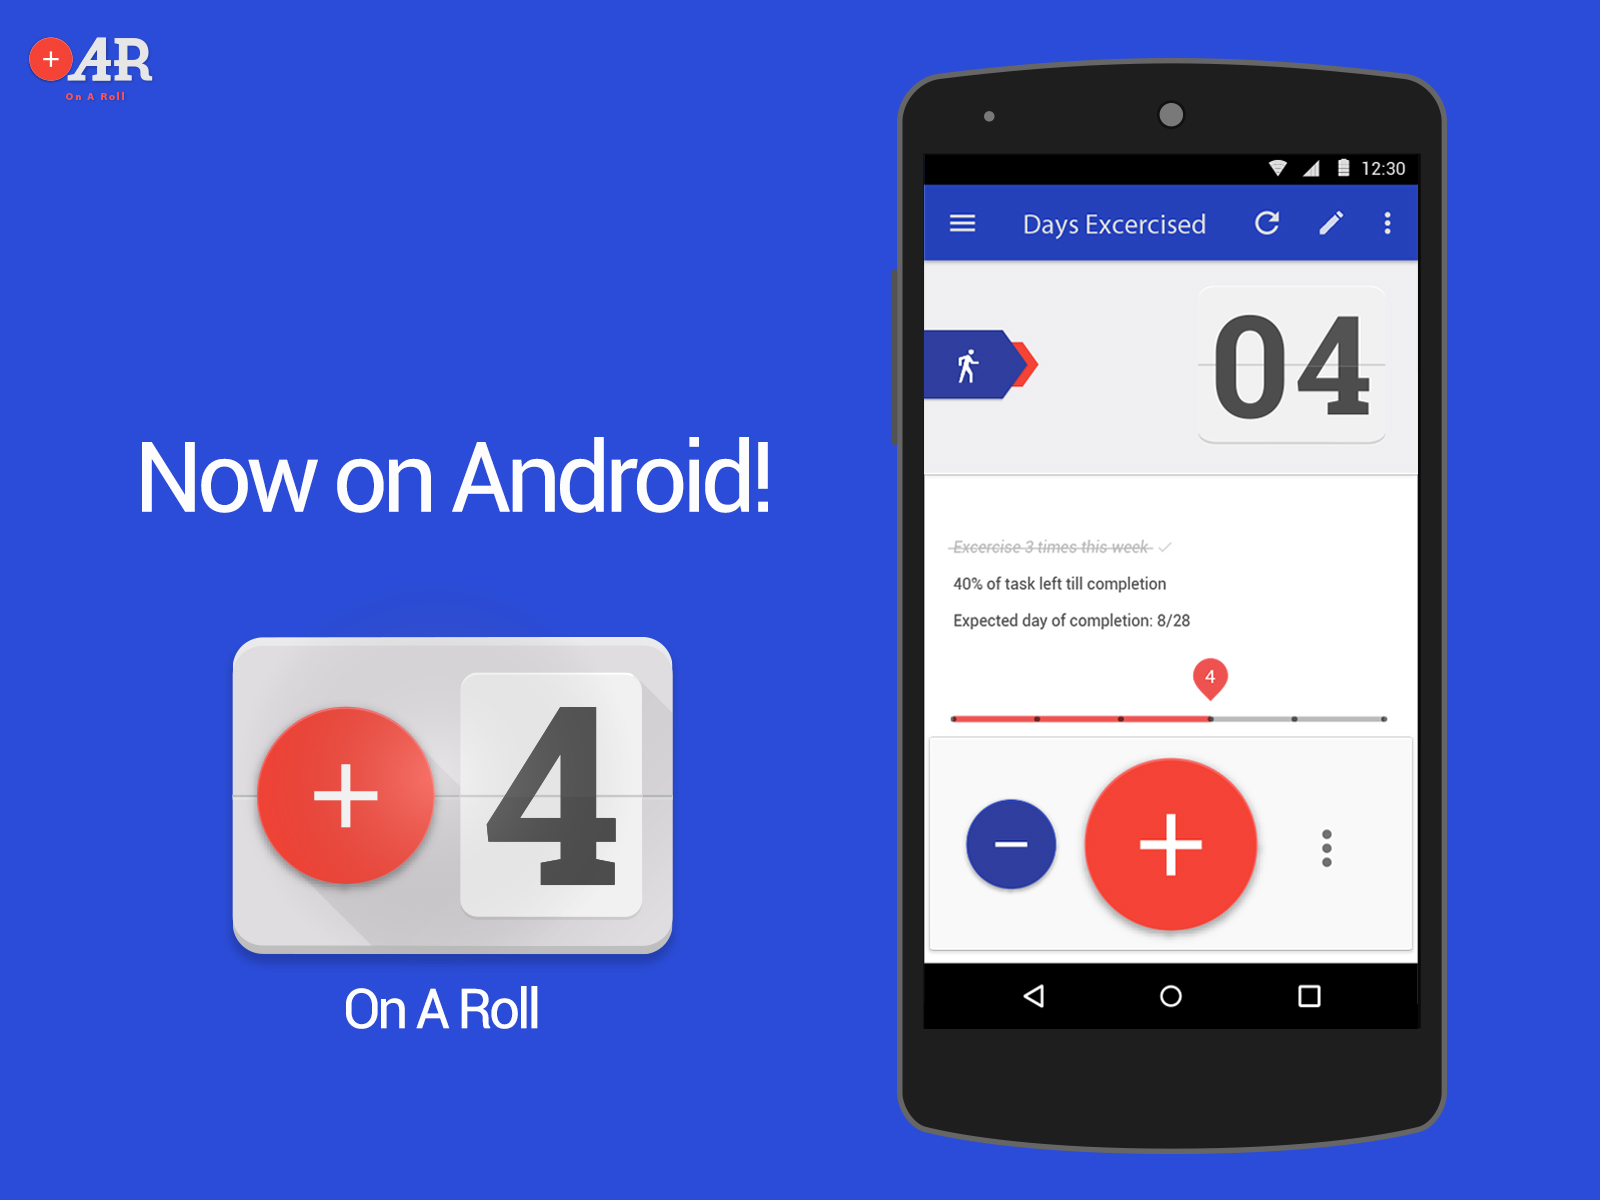 +AR
On A Roll
Now on Android!
+ 4
On A Roll
12:30
Days Excercised
04
Excercise 3 times this week
40% of task left till completion
Expected day of completion: 8/28
4
− +